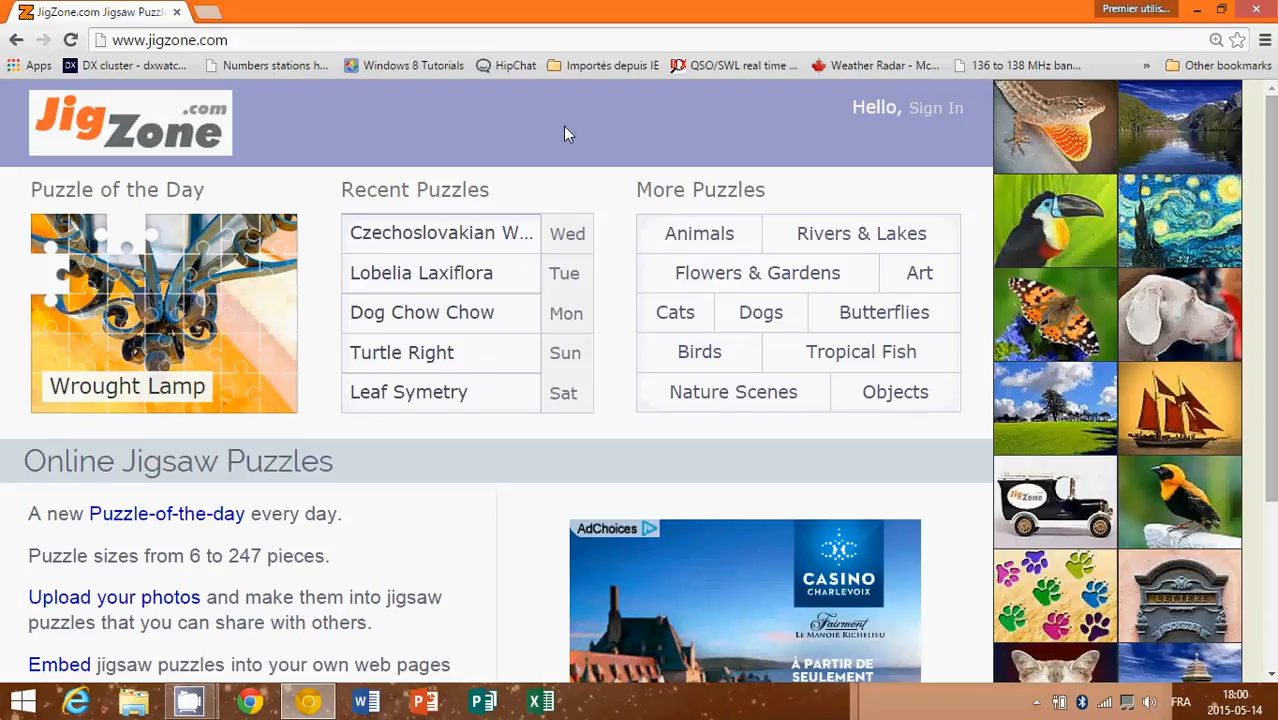 JigZone.com Jigsaw Puzzl
Premier utilis...
www.jigzone.com
Apps DX cluster - dxwatc... Numbers stations h... Windows 8 Tutorials HipChat Importés depuis IE QSO/SWL real time ... Weather Radar - Mc... 136 to 138 MHz ban... » Other bookmarks
JigZone.com
Hello, Sign In
Puzzle of the Day
Wrought Lamp
Recent Puzzles
Czechoslovakian W... Wed
Lobelia Laxiflora Tue
Dog Chow Chow Mon
Turtle Right Sun
Leaf Symetry Sat
More Puzzles
Animals Rivers & Lakes
Flowers & Gardens Art
Cats Dogs Butterflies
Birds Tropical Fish
Nature Scenes Objects
Online Jigsaw Puzzles
A new Puzzle-of-the-day every day.
Puzzle sizes from 6 to 247 pieces.
Upload your photos and make them into jigsaw
puzzles that you can share with others.
Embed jigsaw puzzles into your own web pages
AdChoices
CASINO
CHARLEVOIX
Fairmont
LE MANOIR RICHELIEU
À PARTIR DE
SEULEMENT
JigZone
LETTERE
FRA
18:00
2015-05-14